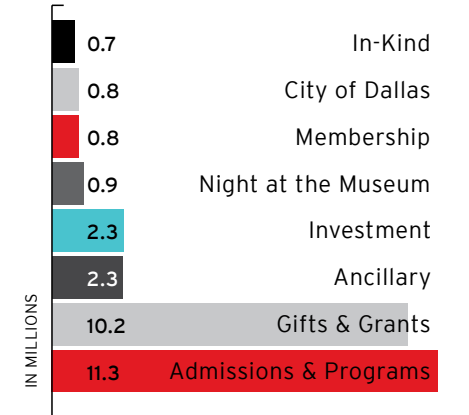 0.7 In-Kind
0.8 City of Dallas
0.8 Membership
0.9 Night at the Museum
2.3 Investment
2.3 Ancillary
10.2 Gifts & Grants
11.3 Admissions & Programs
IN MILLIONS